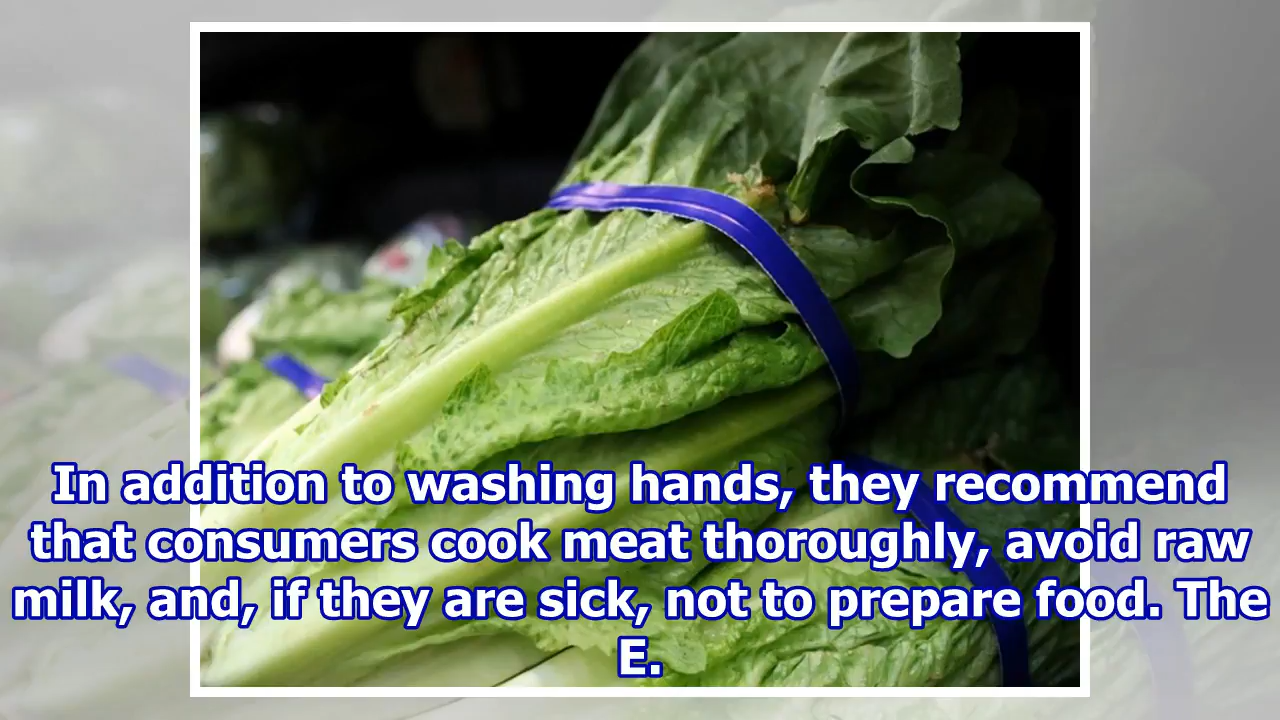 In addition to washing hands, they recommend
that consumers cook meat thoroughly, avoid raw
milk, and, if they are sick, not to prepare food. The
E.